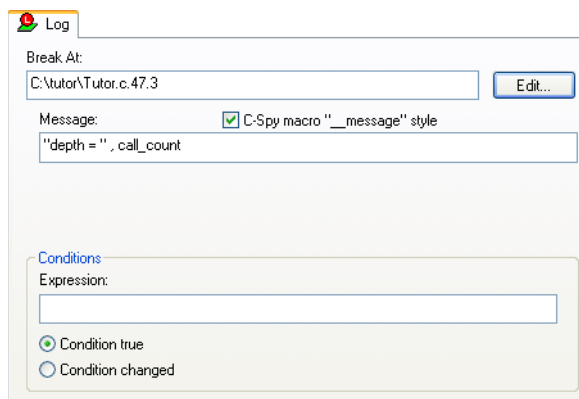 Log
Break At:
C:\tutor\Tutor.c.47.3 Edit...
Message: C-Spy macro "__message" style
"depth = " , call_count
Conditions
Expression:
Condition true
Condition changed